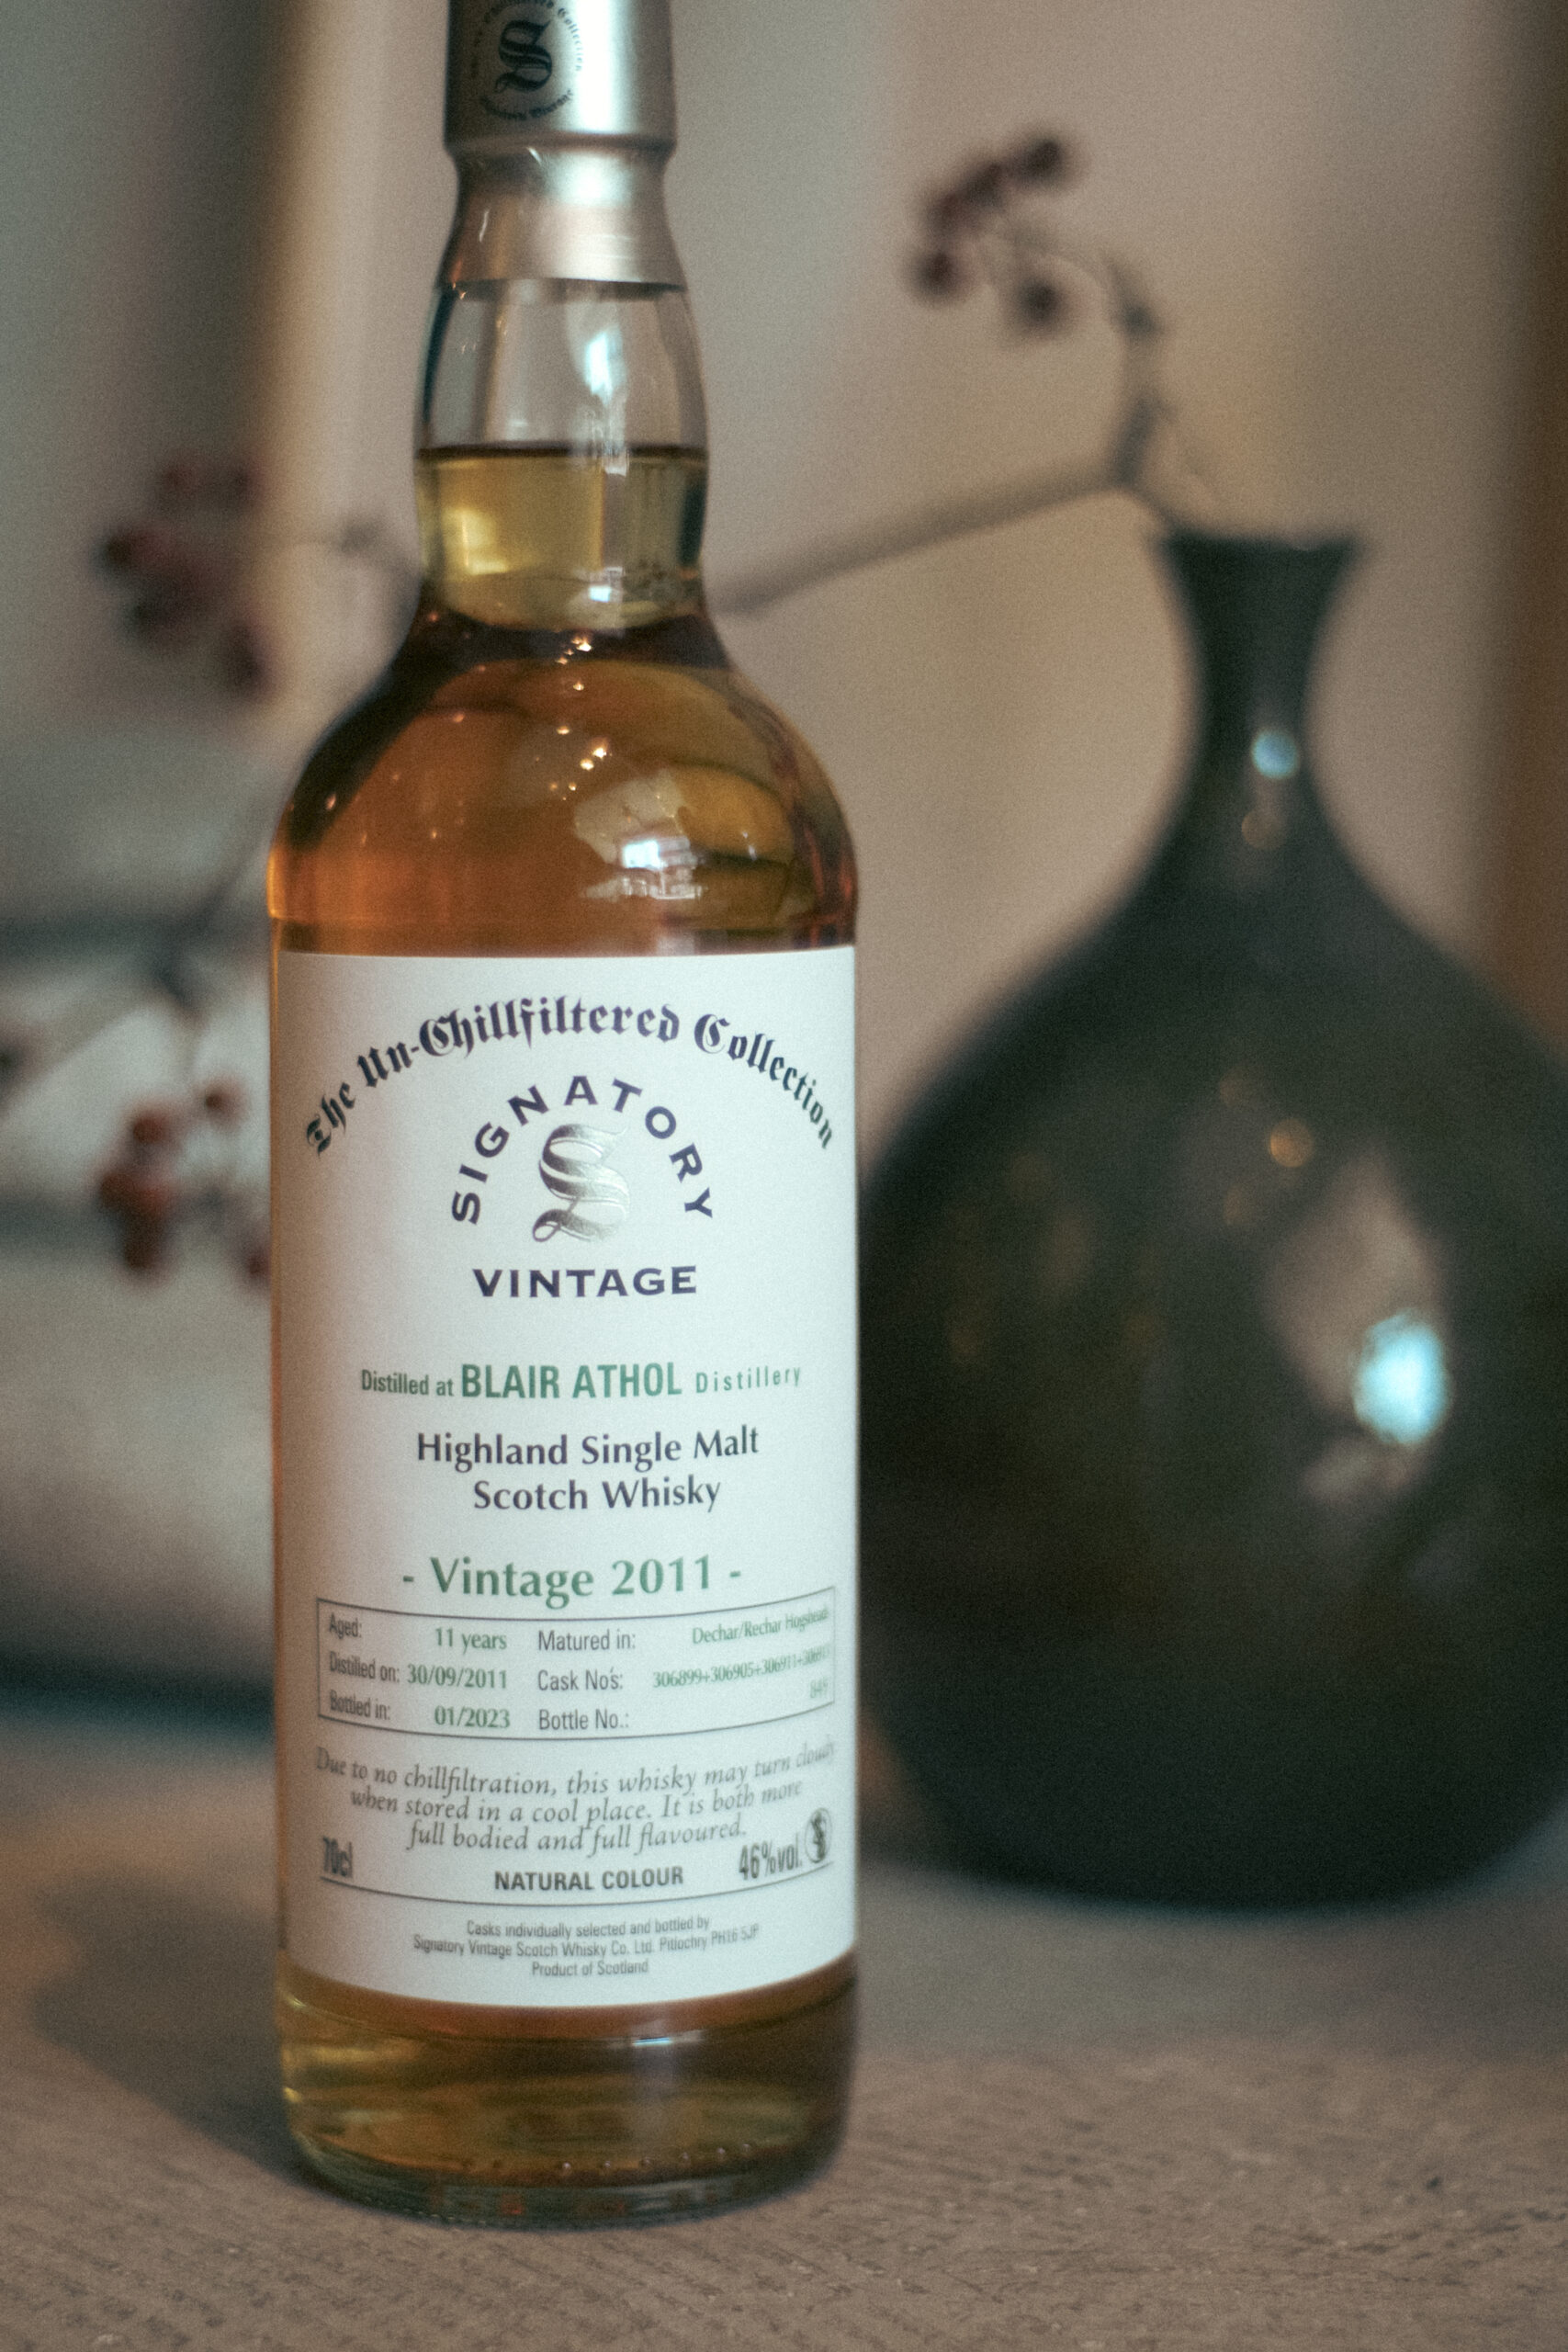 The Un-Chillfiltered Collection
SIGNATORY
S
VINTAGE
Distilled at BLAIR ATHOL Distillery
Highland Single Malt
Scotch Whisky
- Vintage 2011 -
Aged: 11 years Matured in: Dechar/Rechar Hogsheads
Distilled on: 30/09/2011 Cask No's: 306899+306905+306911+
Bottled in: 01/2023 Bottle No.:
Due to no chillfiltration, this whisky may turn cloudy
when stored in a cool place. It is both more
full bodied and full flavoured.
70cl NATURAL COLOUR 46%vol.
Casks individually selected and bottled by
Signatory Vintage Scotch Whisky Co. Ltd. Pitlochry PH16 5JP
Product of Scotland